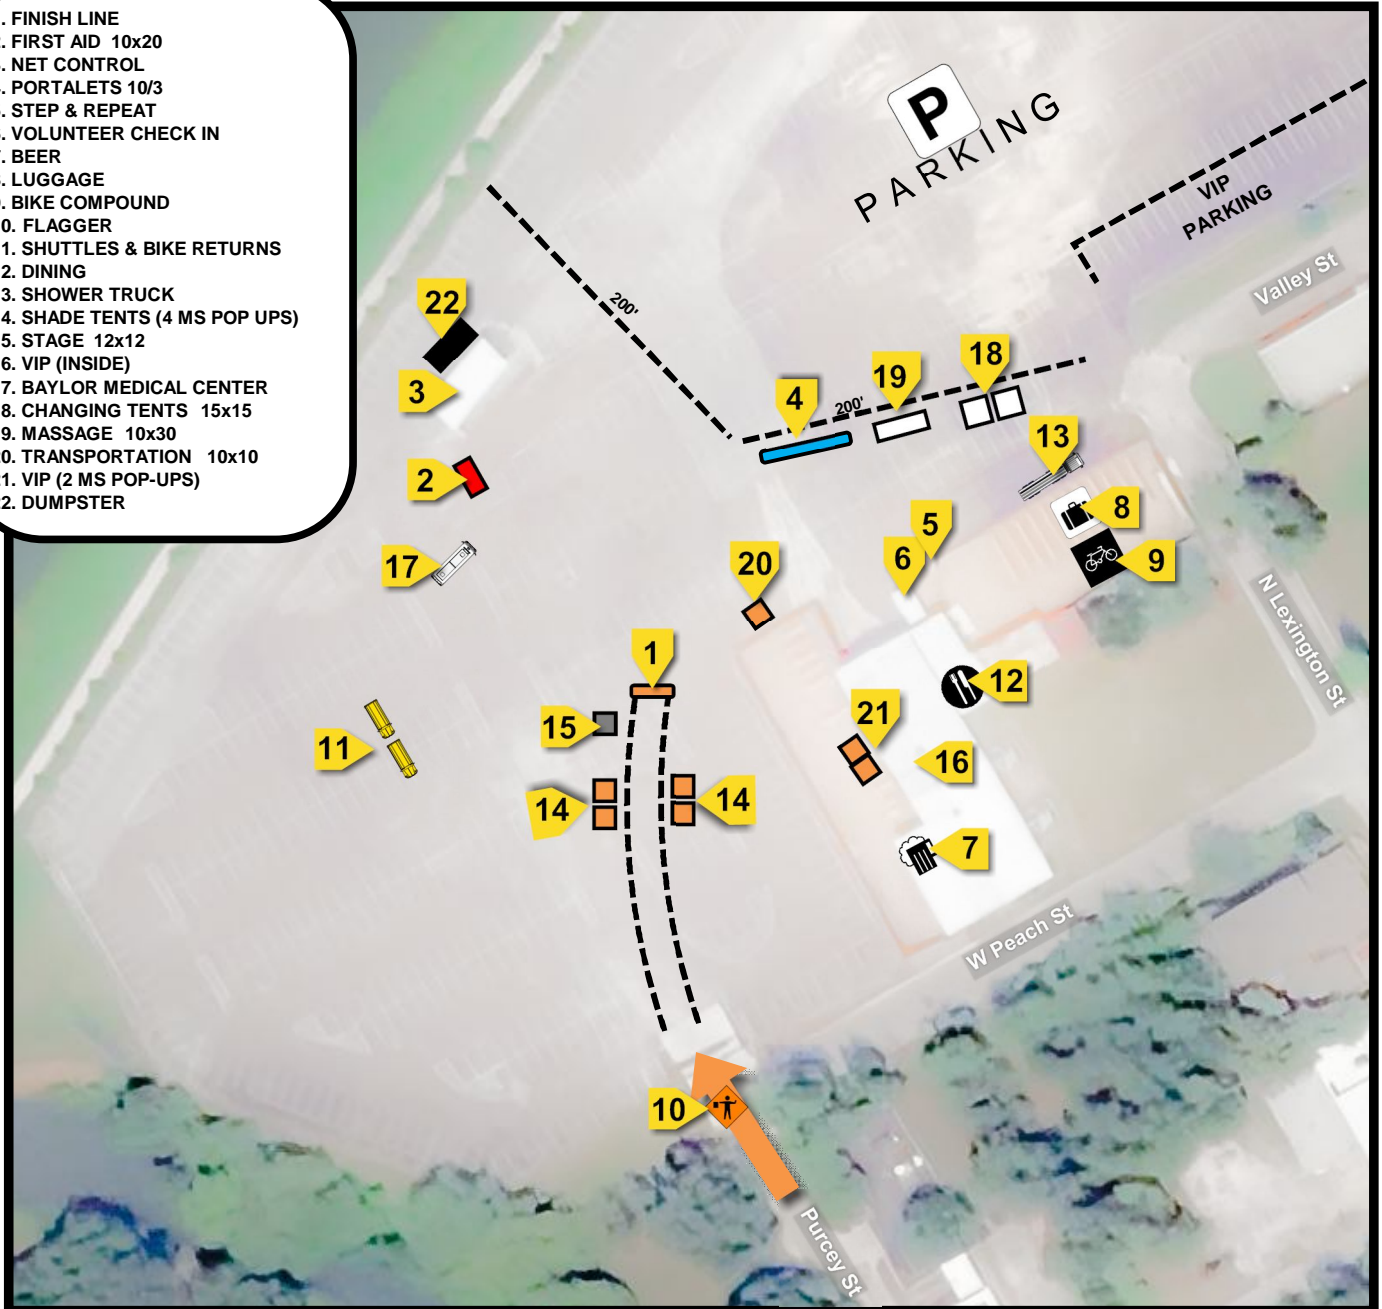 . FINISH LINE
. FIRST AID 10x20
. NET CONTROL
. PORTALETS 10/3
. STEP & REPEAT
. VOLUNTEER CHECK IN
. BEER
. LUGGAGE
. BIKE COMPOUND
0. FLAGGER
1. SHUTTLES & BIKE RETURNS
2. DINING
3. SHOWER TRUCK
4. SHADE TENTS (4 MS POP UPS)
5. STAGE 12x12
6. VIP (INSIDE)
7. BAYLOR MEDICAL CENTER
8. CHANGING TENTS 15x15
9. MASSAGE 10x30
20. TRANSPORTATION 10x10
21. VIP (2 MS POP-UPS)
22. DUMPSTER
P
PARKING
VIP
PARKING
Valley St
200'
22
3
18
19
4
200'
13
2
8
5
17
6
20
9
N Lexington St
1
12
15
21
11
16
14
14
7
W Peach St
10
Purcey St